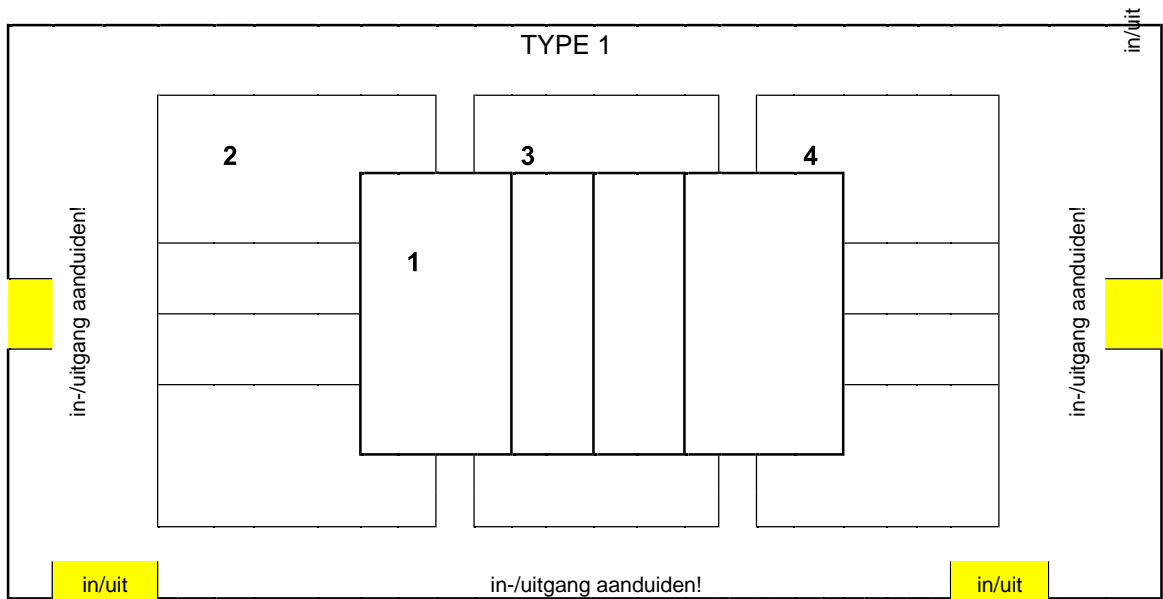 in/uit
TYPE 1
2
3
4
1
in-/uitgang aanduiden!
in-/uitgang aanduiden!
in/uit
in-/uitgang aanduiden!
in/uit